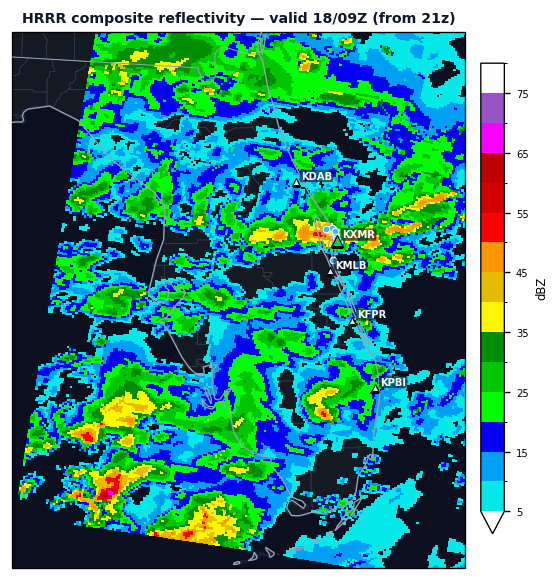 HRRR composite reflectivity — valid 18/09Z (from 21z)
KDAB
KXMR
KMLB
KFPR
KPBI
75
65
55
45
35
25
15
5
dBZ